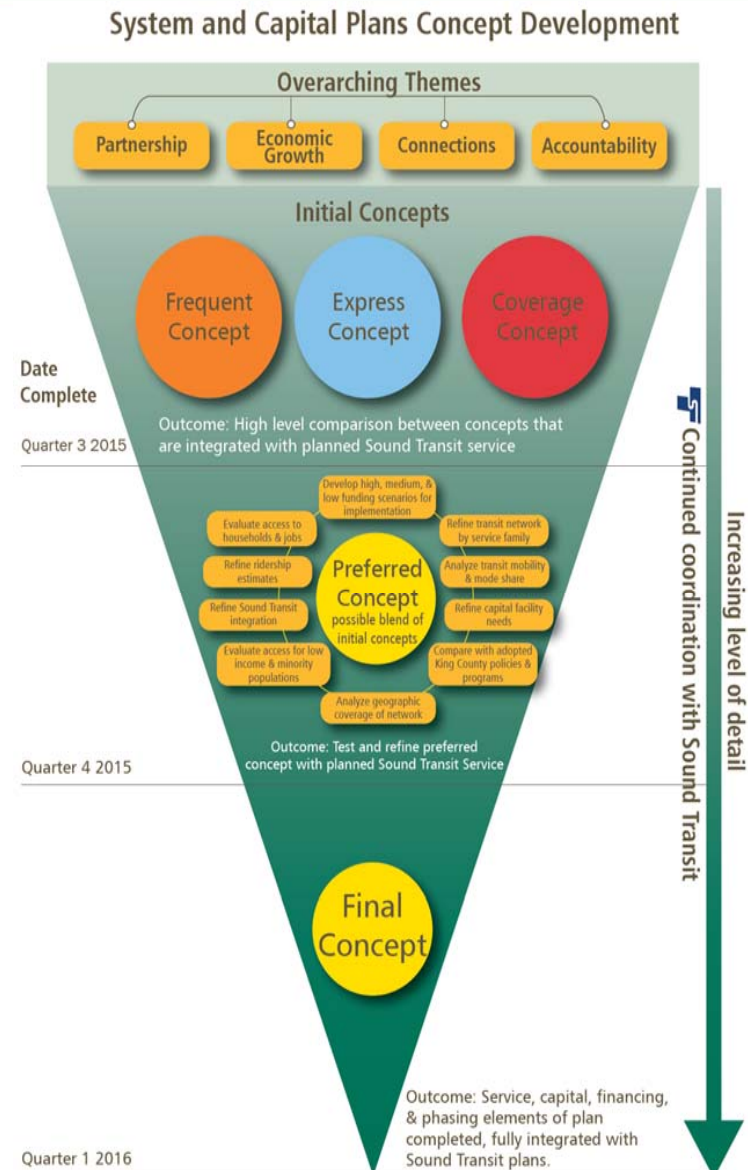 System and Capital Plans Concept Development
Overarching Themes
Partnership
Economic
Growth
Connections
Accountability
Initial Concepts
Frequent
Concept
Express
Concept
Coverage
Concept
Date
Complete
Outcome: High level comparison between concepts that
are integrated with planned Sound Transit service
Quarter 3 2015
Develop high, medium, &
low funding scenarios for
implementation
Evaluate access to
households & jobs
Refine transit network
by service family
Refine ridership
estimates
Preferred
Concept
possible blend of
initial concepts
Analyze transit mobility
& mode share
Refine Sound Transit
integration
Refine capital facility
needs
Evaluate access for low
income & minority
populations
Compare with adopted
King County policies &
programs
Analyze geographic
coverage of network
Outcome: Test and refine preferred
concept with planned Sound Transit Service
Quarter 4 2015
Final
Concept
Outcome: Service, capital, financing,
& phasing elements of plan
completed, fully integrated with
Sound Transit plans.
Quarter 1 2016
Continued coordination with Sound Transit
Increasing level of detail